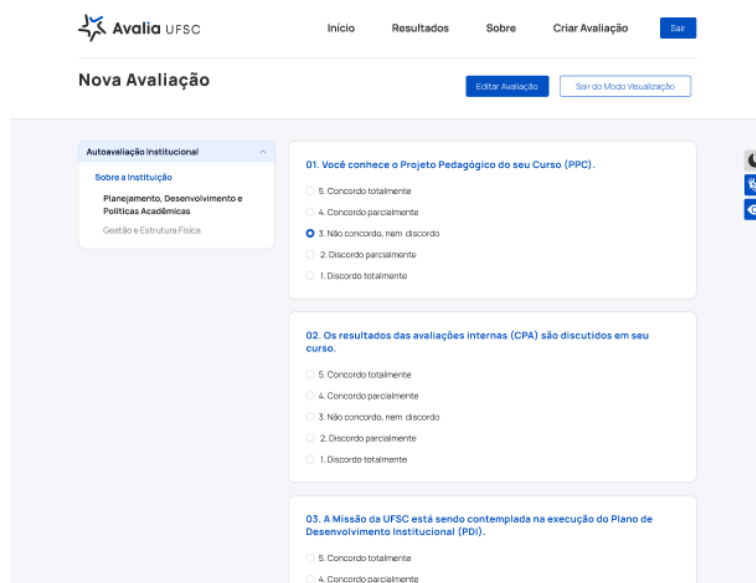 Avalia UFSC
Início Resultados Sobre Criar Avaliação Sair
Nova Avaliação
Editar Avaliação Sair do Modo Visualização
Autoavaliação Institucional
Sobre a Instituição
Planejamento, Desenvolvimento e
Políticas Acadêmicas
Gestão e Estrutura Física
01. Você conhece o Projeto Pedagógico do seu Curso (PPC).
5. Concordo totalmente
4. Concordo parcialmente
3. Não concordo, nem discordo
2. Discordo parcialmente
1. Discordo totalmente
02. Os resultados das avaliações internas (CPA) são discutidos em seu
curso.
5. Concordo totalmente
4. Concordo parcialmente
3. Não concordo, nem discordo
2. Discordo parcialmente
1. Discordo totalmente
03. A Missão da UFSC está sendo contemplada na execução do Plano de
Desenvolvimento Institucional (PDI).
5. Concordo totalmente
4. Concordo parcialmente